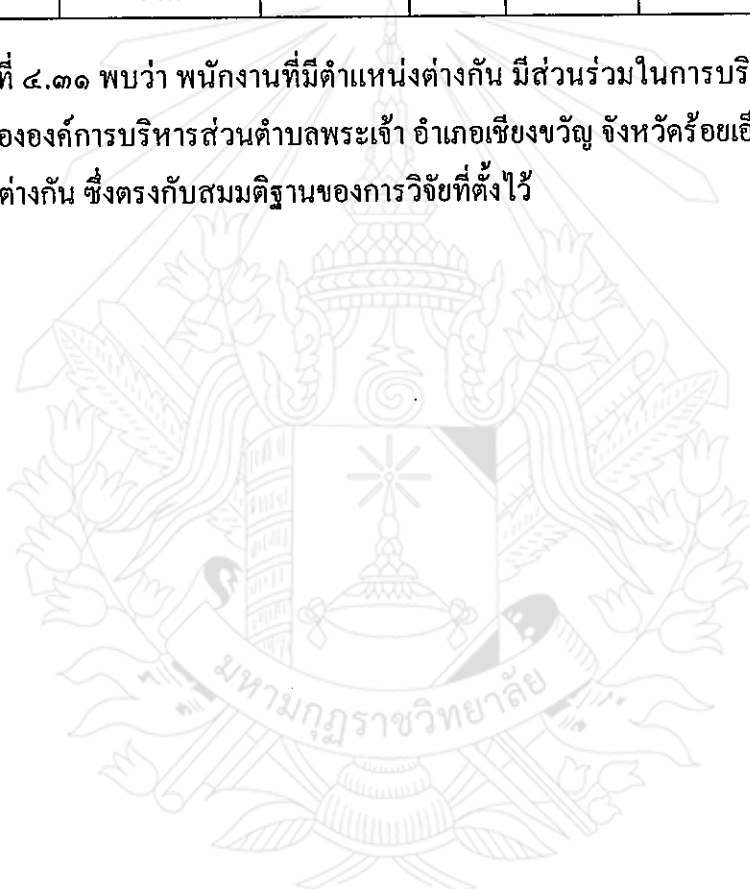 ที่ ๔.๓๑ พบว่า พนักงานที่มีตำแหน่งต่างกัน มีส่วนร่วมในการบริ
ององค์การบริหารส่วนตำบลพระเจ้า อำเภอเชียงขวัญ จังหวัดร้อยเอ็
ต่างกัน ซึ่งตรงกับสมมติฐานของการวิจัยที่ตั้งไว้
มหามกุฏราชวิทยาลัย